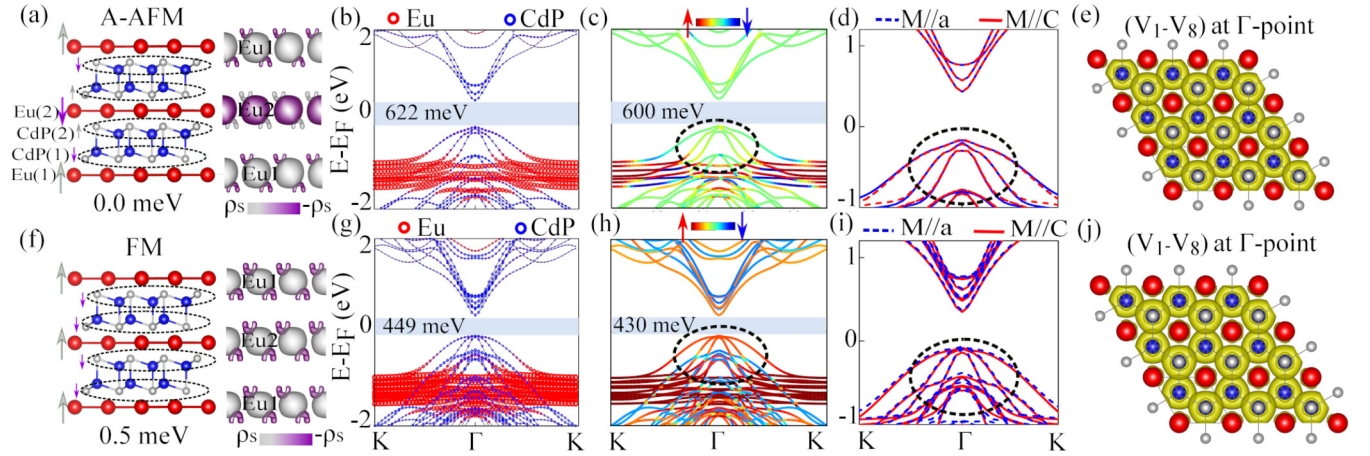 (a) A-AFM
Eu1
Eu2
Eu1
Eu(2)
CdP(2)
CdP(1)
Eu(1)
0.0 meV
ρs -ρs
(b) Eu CdP
2
1
0
-1
-2
E-EF (eV)
622 meV
(c)
600 meV
(d) M//a M//C
1
0
-1
(e) (V1-V8) at Γ-point
(f) FM
Eu1
Eu2
Eu1
0.5 meV
ρs -ρs
(g) Eu CdP
2
1
0
-1
-2
E-EF (eV)
449 meV
K Γ K
(h)
430 meV
K Γ K
(i) M//a M//C
1
0
-1
K Γ K
(j) (V1-V8) at Γ-point